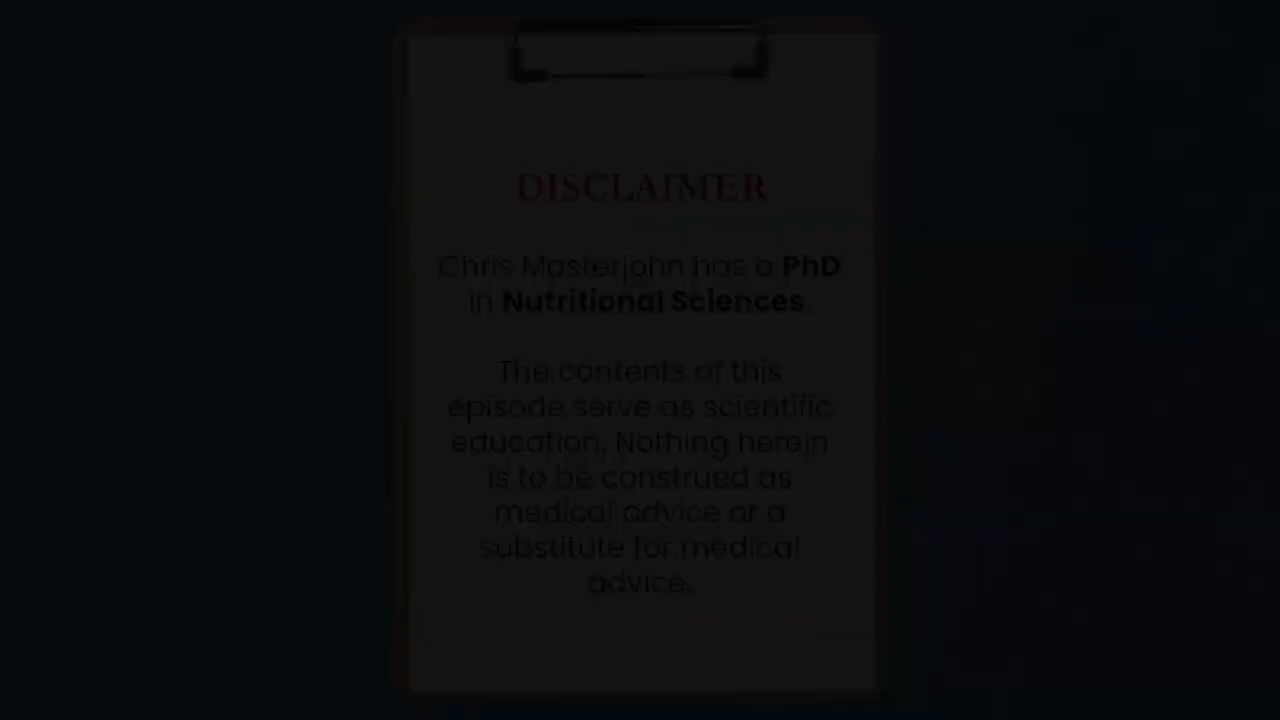 DISCLAIMER
Chris Masterjohn has a PhD
in Nutritional Sciences.
The contents of this
episode serve as scientific
education. Nothing herein
is to be construed as
medical advice or a
substitute for medical
advice.